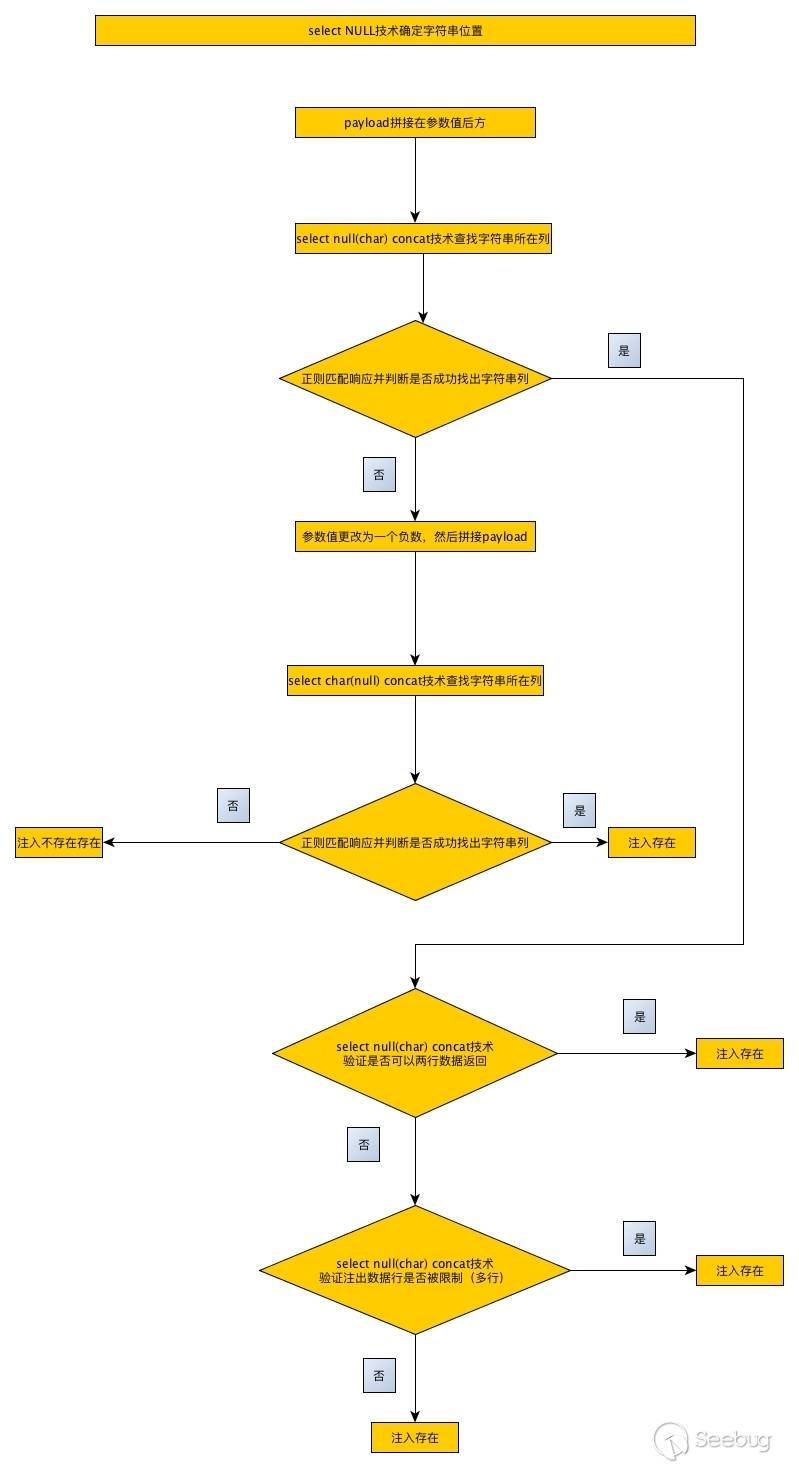 select NULL技术确定字符串位置
payload拼接在参数值后方
select null(char) concat技术查找字符串所在列
正则匹配响应并判断是否成功找出字符串列
是
否
参数值更改为一个负数，然后拼接payload
select char(null) concat技术查找字符串所在列
否
是
注入不存在存在
正则匹配响应并判断是否成功找出字符串列
注入存在
select null(char) concat技术
验证是否可以两行数据返回
是
注入存在
否
select null(char) concat技术
验证注出数据行是否被限制（多行）
是
注入存在
否
注入存在
Seebug